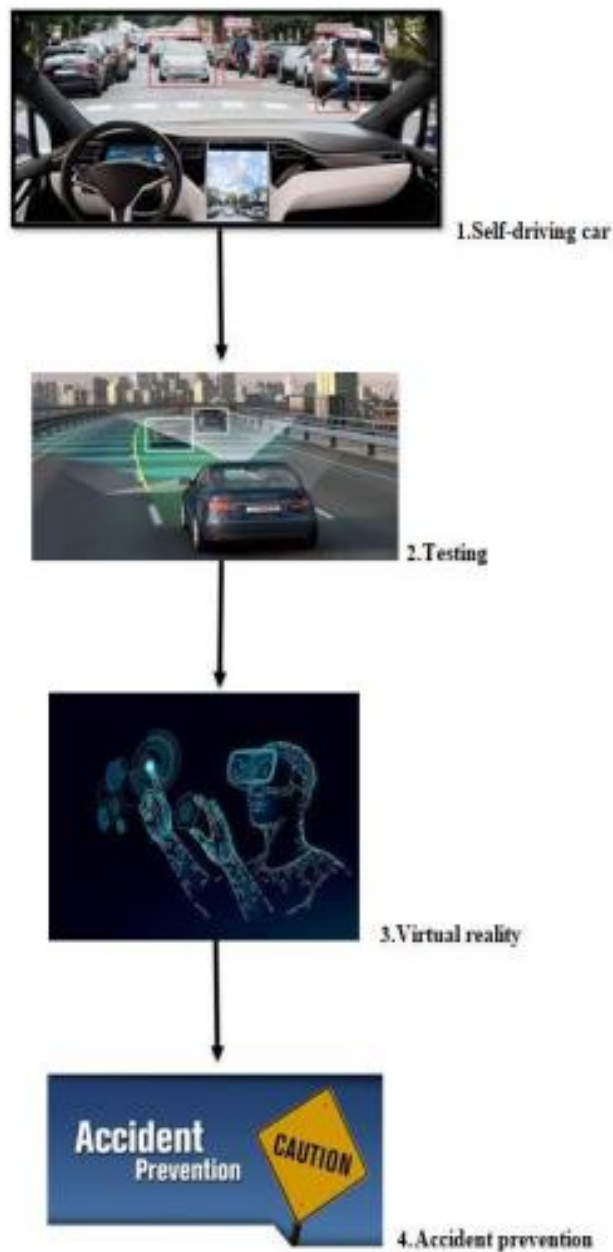 1.Self-driving car
2.Testing
3.Virtual reality
Accident
Prevention
CAUTION
4.Accident prevention